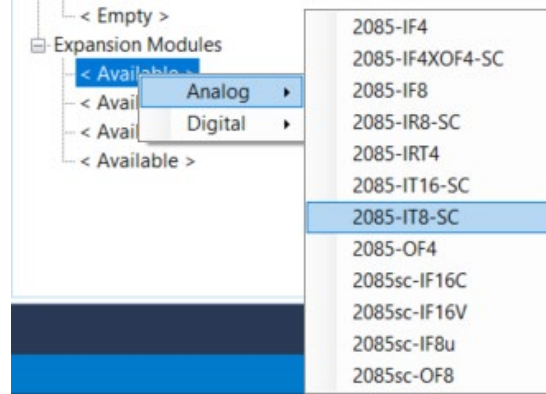 < Empty >
Expansion Modules
< Available >
< Avail
< Avail
< Available >
Analog
Digital
2085-IF4
2085-IF4XOF4-SC
2085-IF8
2085-IR8-SC
2085-IRT4
2085-IT16-SC
2085-IT8-SC
2085-OF4
2085sc-IF16C
2085sc-IF16V
2085sc-IF8u
2085sc-OF8